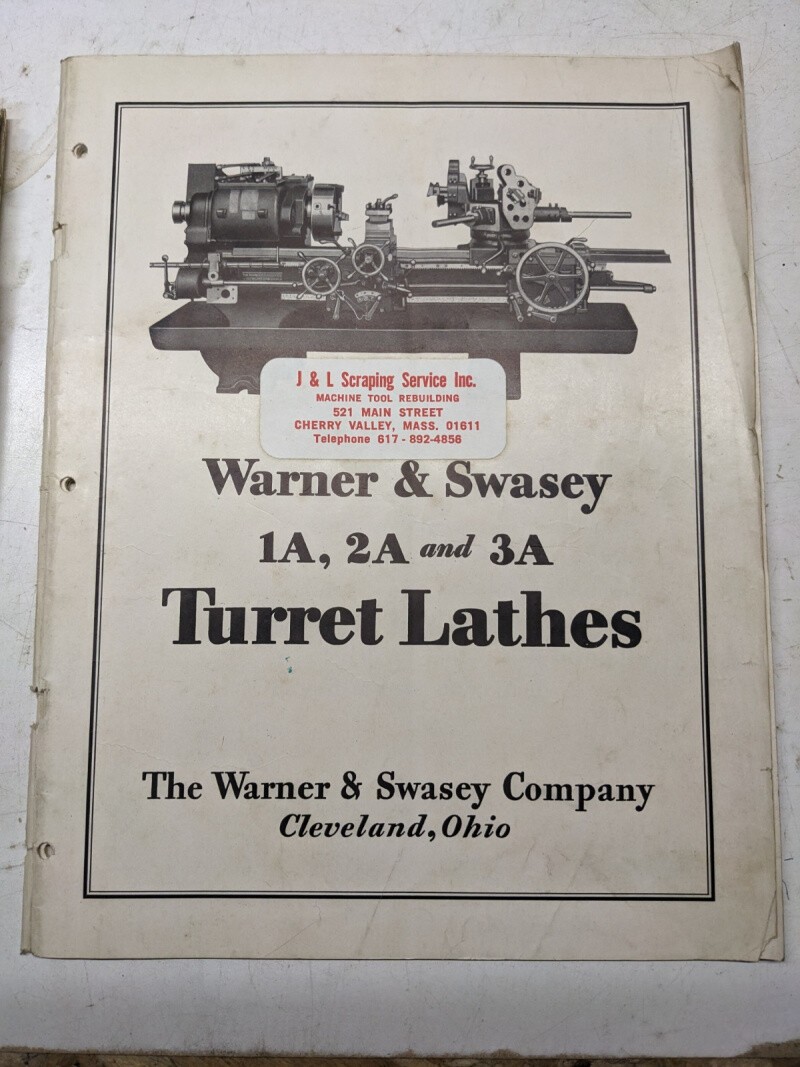 J & L Scraping Service Inc.
MACHINE TOOL REBUILDING
521 MAIN STREET
CHERRY VALLEY, MASS. 01611
Telephone 617 - 892-4856
Warner & Swasey
1A, 2A and 3A
Turret Lathes
The Warner & Swasey Company
Cleveland, Ohio